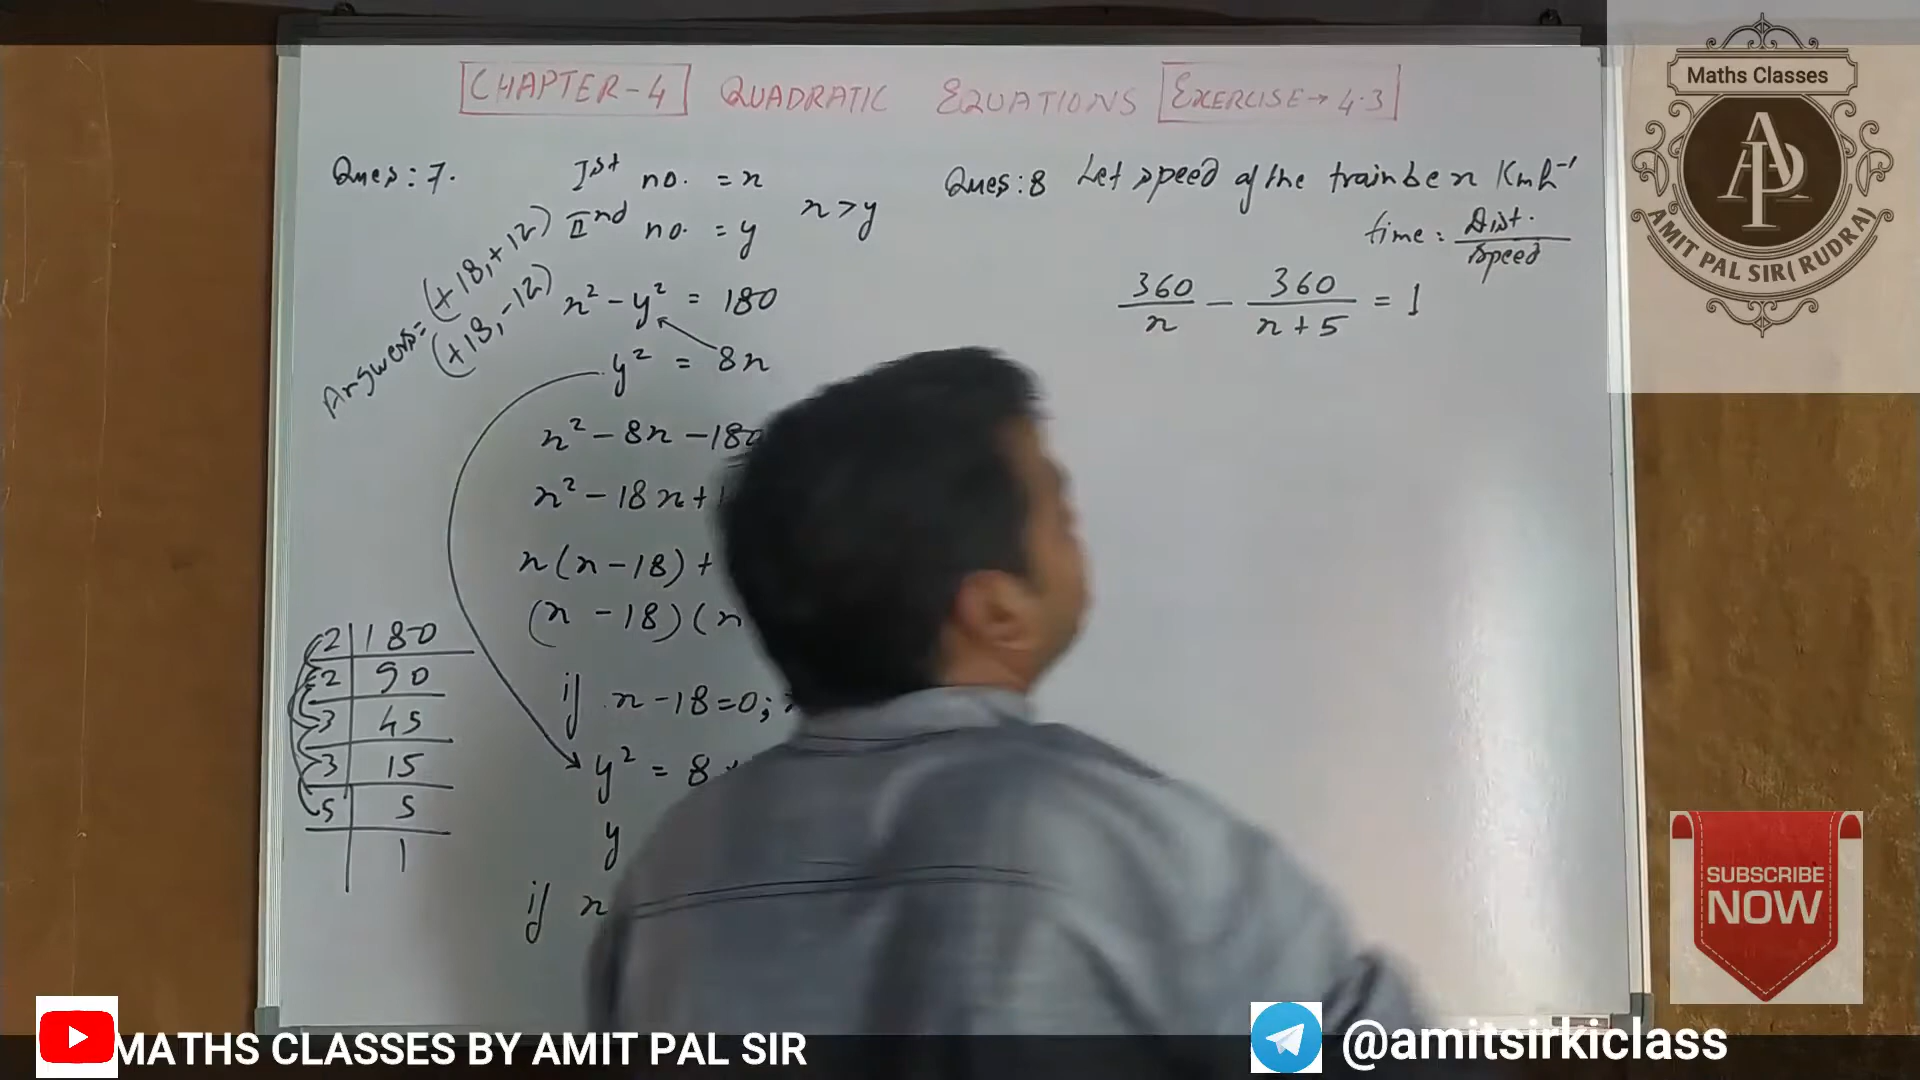 CHAPTER-4 QUADRATIC EQUATIONS EXERCISE→4.3
Ques:7. Ist no. = x
IInd no. = y x>y
Answers= (+18,+12)
(+18,-12)
x² - y² = 180
y² = 8x
x² - 8x - 180
x² - 18x +
x(x-18)+
(x - 18)(x
if x-18=0;
y² = 8
y
if x
2 | 180
2 | 90
3 | 45
3 | 15
5 | 5
1
Ques:8 Let speed of the train be x Kmh⁻¹
time = Dist. / Speed
360/x - 360/(x+5) = 1
Maths Classes
AP
AMIT PAL SIR( RUDRA)
SUBSCRIBE
NOW
MATHS CLASSES BY AMIT PAL SIR
@amitsirkiclass